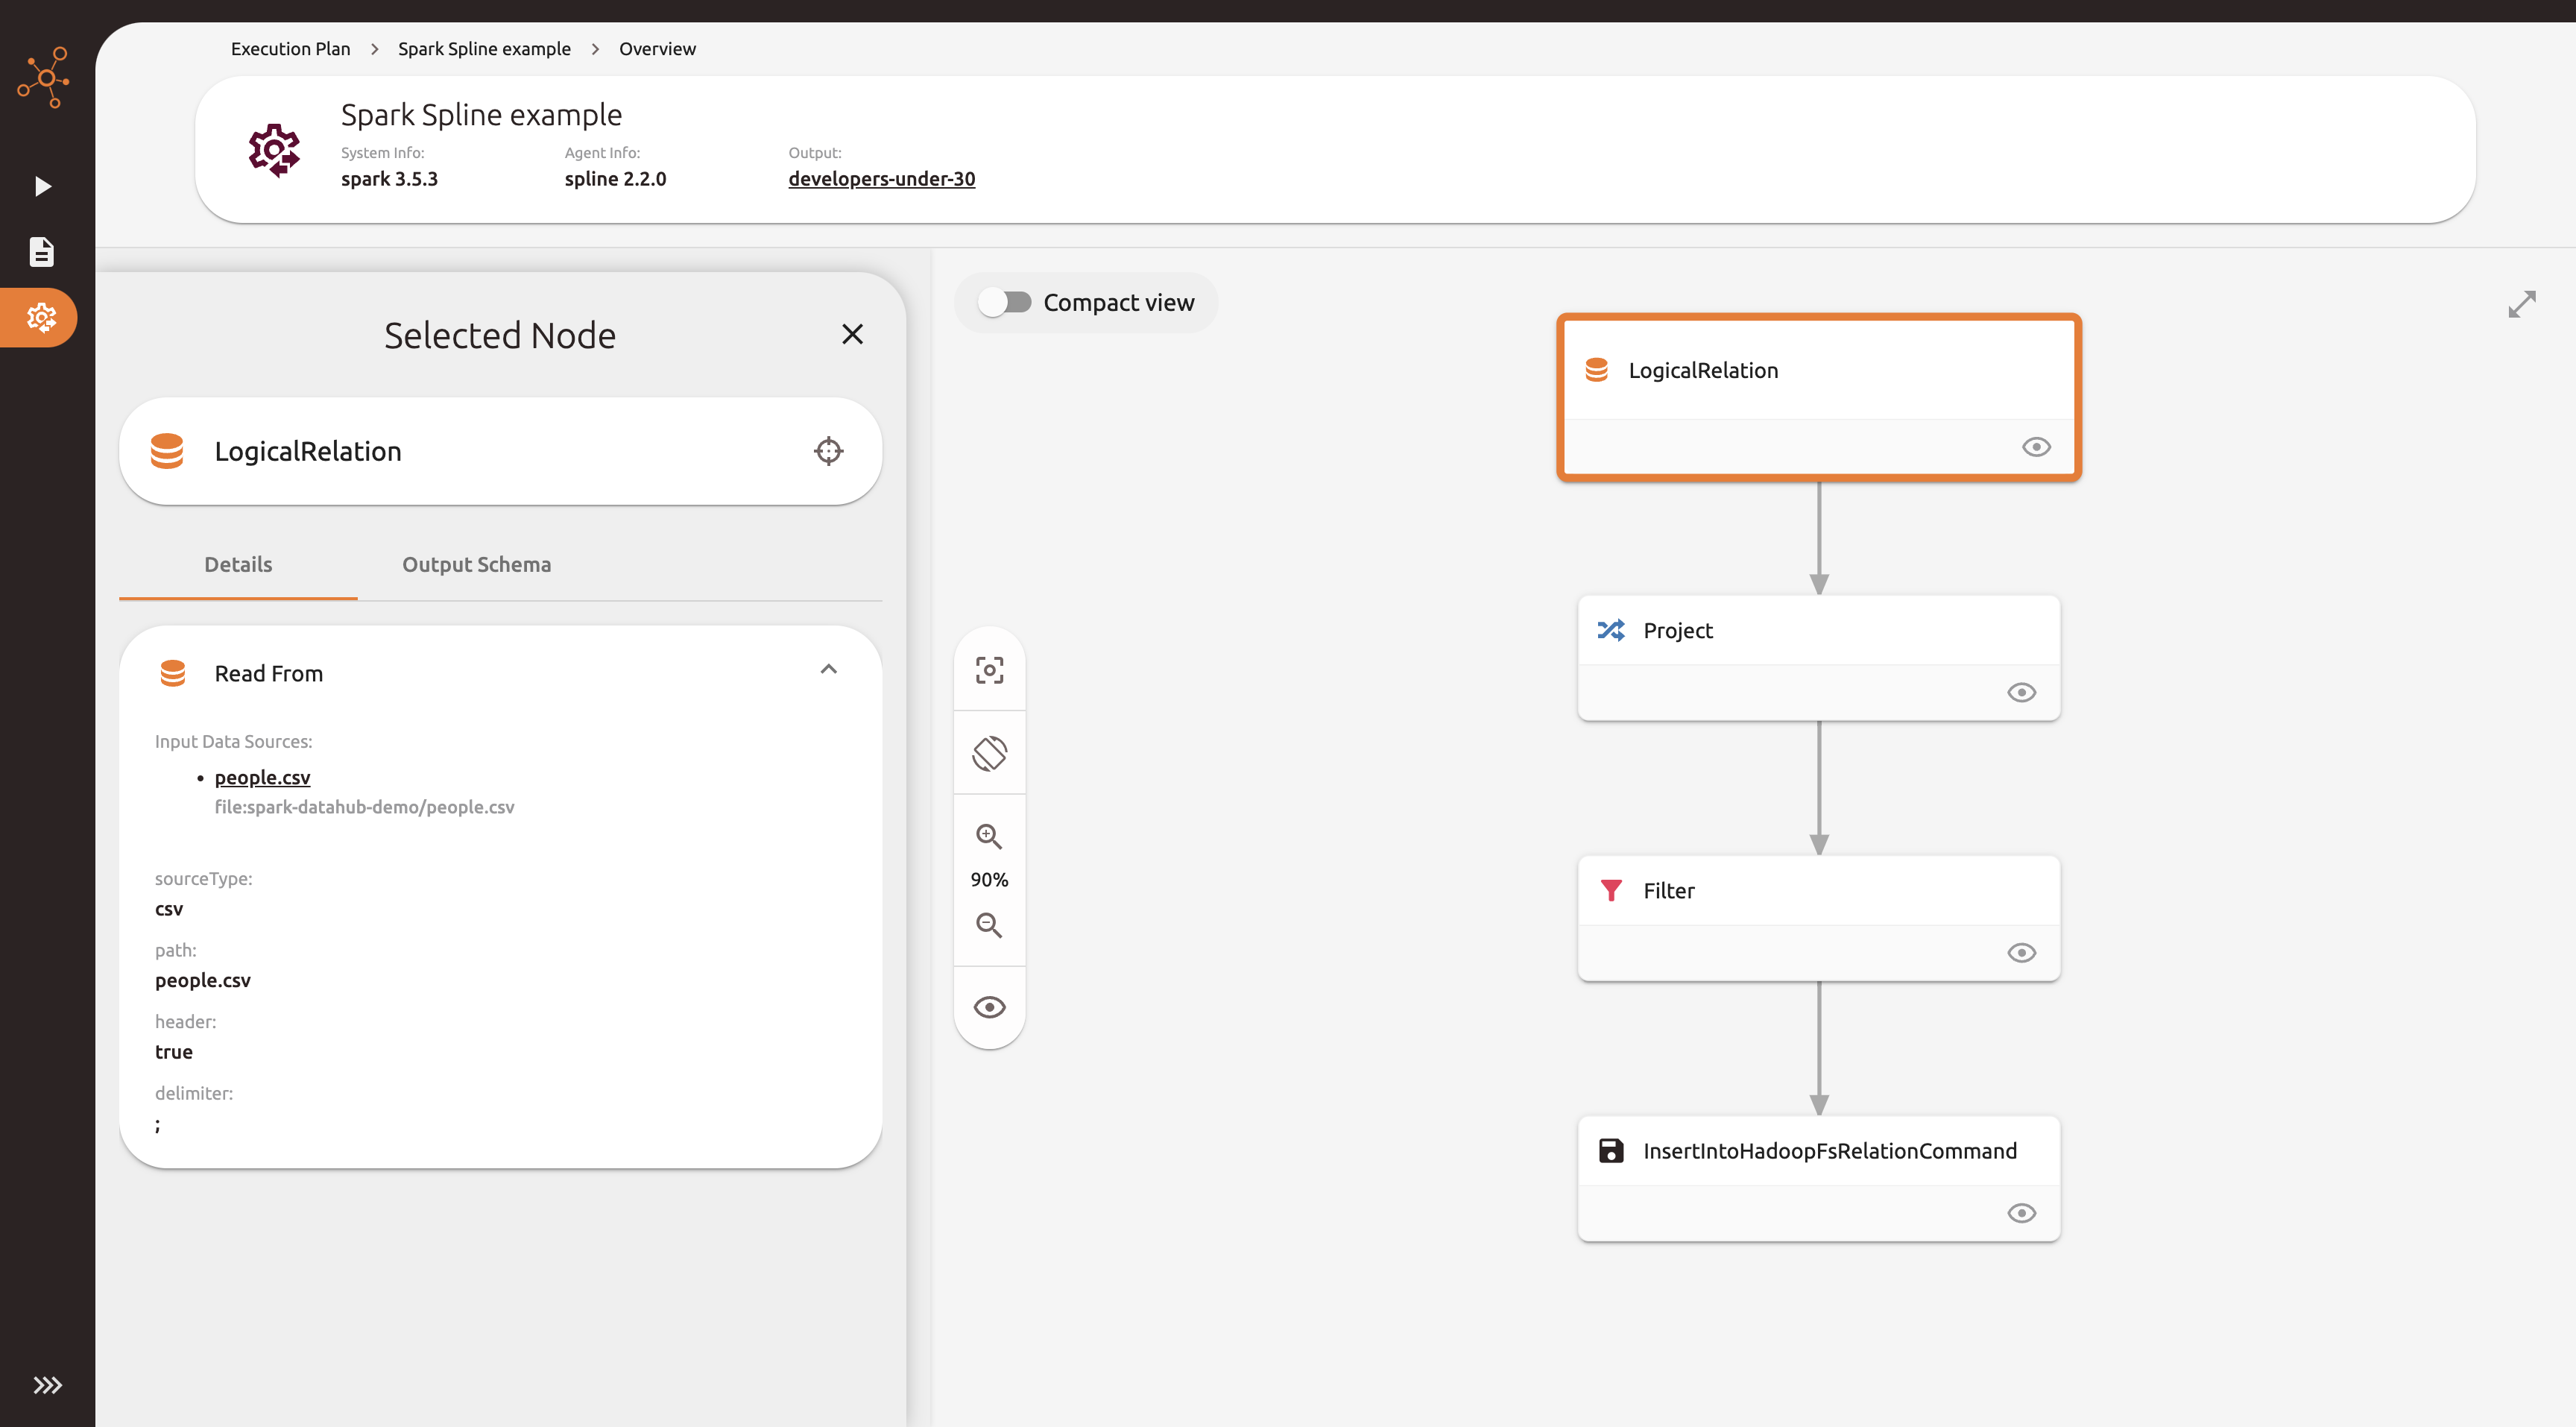 Execution Plan > Spark Spline example > Overview
Spark Spline example
System Info: Agent Info: Output:
spark 3.5.3 spline 2.2.0 developers-under-30
Selected Node
LogicalRelation
Details Output Schema
Read From
Input Data Sources:
• people.csv
file:spark-datahub-demo/people.csv
sourceType:
csv
path:
people.csv
header:
true
delimiter:
;
Compact view
90%
LogicalRelation
Project
Filter
InsertIntoHadoopFsRelationCommand